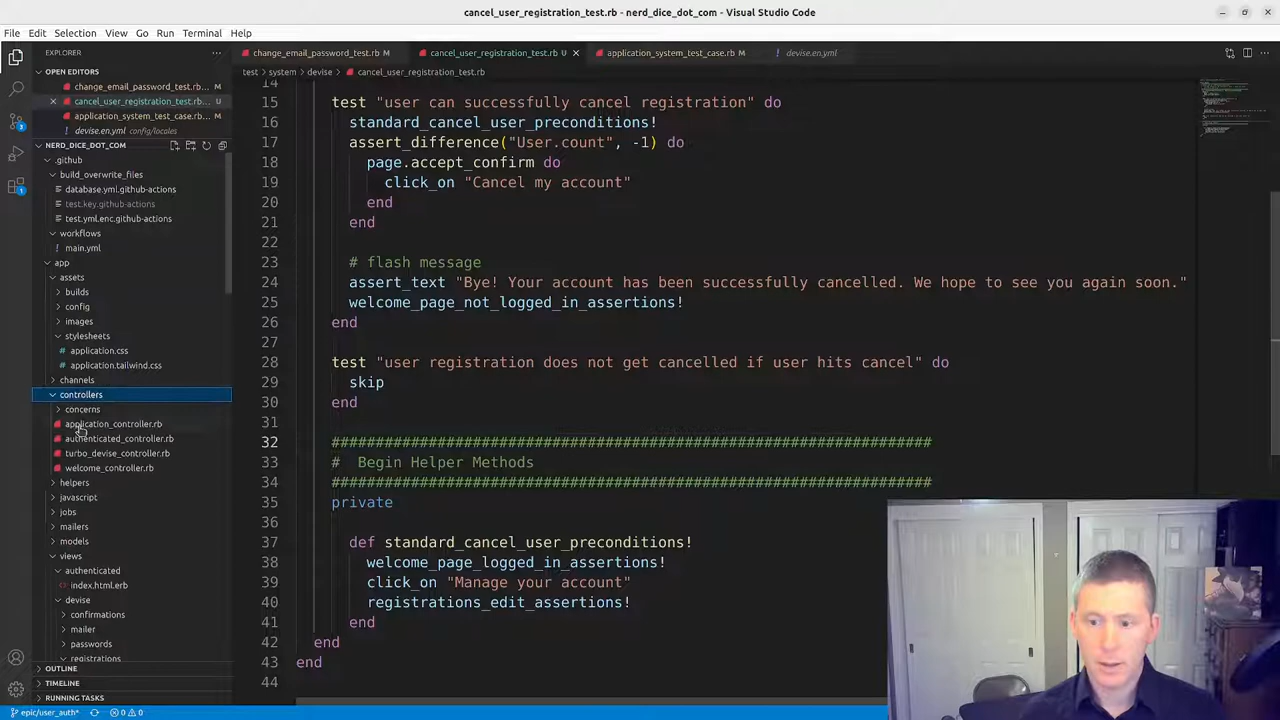 cancel_user_registration_test.rb - nerd_dice_dot_com - Visual Studio Code
File Edit Selection View Go Run Terminal Help
EXPLORER
OPEN EDITORS
change_email_password_test.rb... M
cancel_user_registration_test.rb... U
application_system_test_case.rb... M
devise.en.yml config/locales
NERD_DICE_DOT_COM
.github
build_overwrite_files
database.yml.github-actions
test.key.github-actions
test.yml.enc.github-actions
workflows
main.yml
app
assets
builds
config
images
stylesheets
application.css
application.tailwind.css
channels
controllers
concerns
application_controller.rb
authenticated_controller.rb
turbo_devise_controller.rb
welcome_controller.rb
helpers
javascript
jobs
mailers
models
views
authenticated
index.html.erb
devise
confirmations
mailer
passwords
registrations
OUTLINE
TIMELINE
RUNNING TASKS
change_email_password_test.rb M cancel_user_registration_test.rb U application_system_test_case.rb M devise.en.yml
test > system > devise > cancel_user_registration_test.rb
14
15 test "user can successfully cancel registration" do
16 standard_cancel_user_preconditions!
17 assert_difference("User.count", -1) do
18 page.accept_confirm do
19 click_on "Cancel my account"
20 end
21 end
22
23 # flash message
24 assert_text "Bye! Your account has been successfully cancelled. We hope to see you again soon."
25 welcome_page_not_logged_in_assertions!
26 end
27
28 test "user registration does not get cancelled if user hits cancel" do
29 skip
30 end
31
32 ####################################################################
33 #  Begin Helper Methods
34 ####################################################################
35 private
36
37 def standard_cancel_user_preconditions!
38 welcome_page_logged_in_assertions!
39 click_on "Manage your account"
40 registrations_edit_assertions!
41 end
42 end
43 end
44
epic/user_auth* 0 0